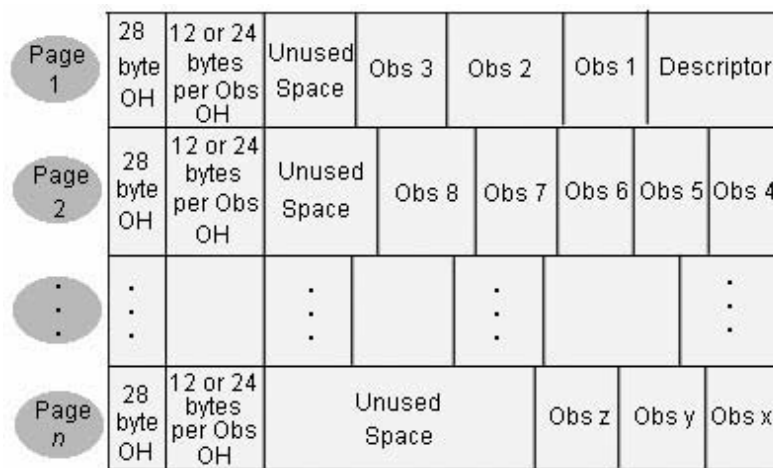 Page
1
28
byte
OH
12 or 24
bytes
per Obs
OH
Unused
Space
Obs 3
Obs 2
Obs 1
Descriptor
Page
2
28
byte
OH
12 or 24
bytes
per Obs
OH
Unused
Space
Obs 8
Obs 7
Obs 6
Obs 5
Obs 4
Page
n
28
byte
OH
12 or 24
bytes
per Obs
OH
Unused
Space
Obs z
Obs y
Obs x